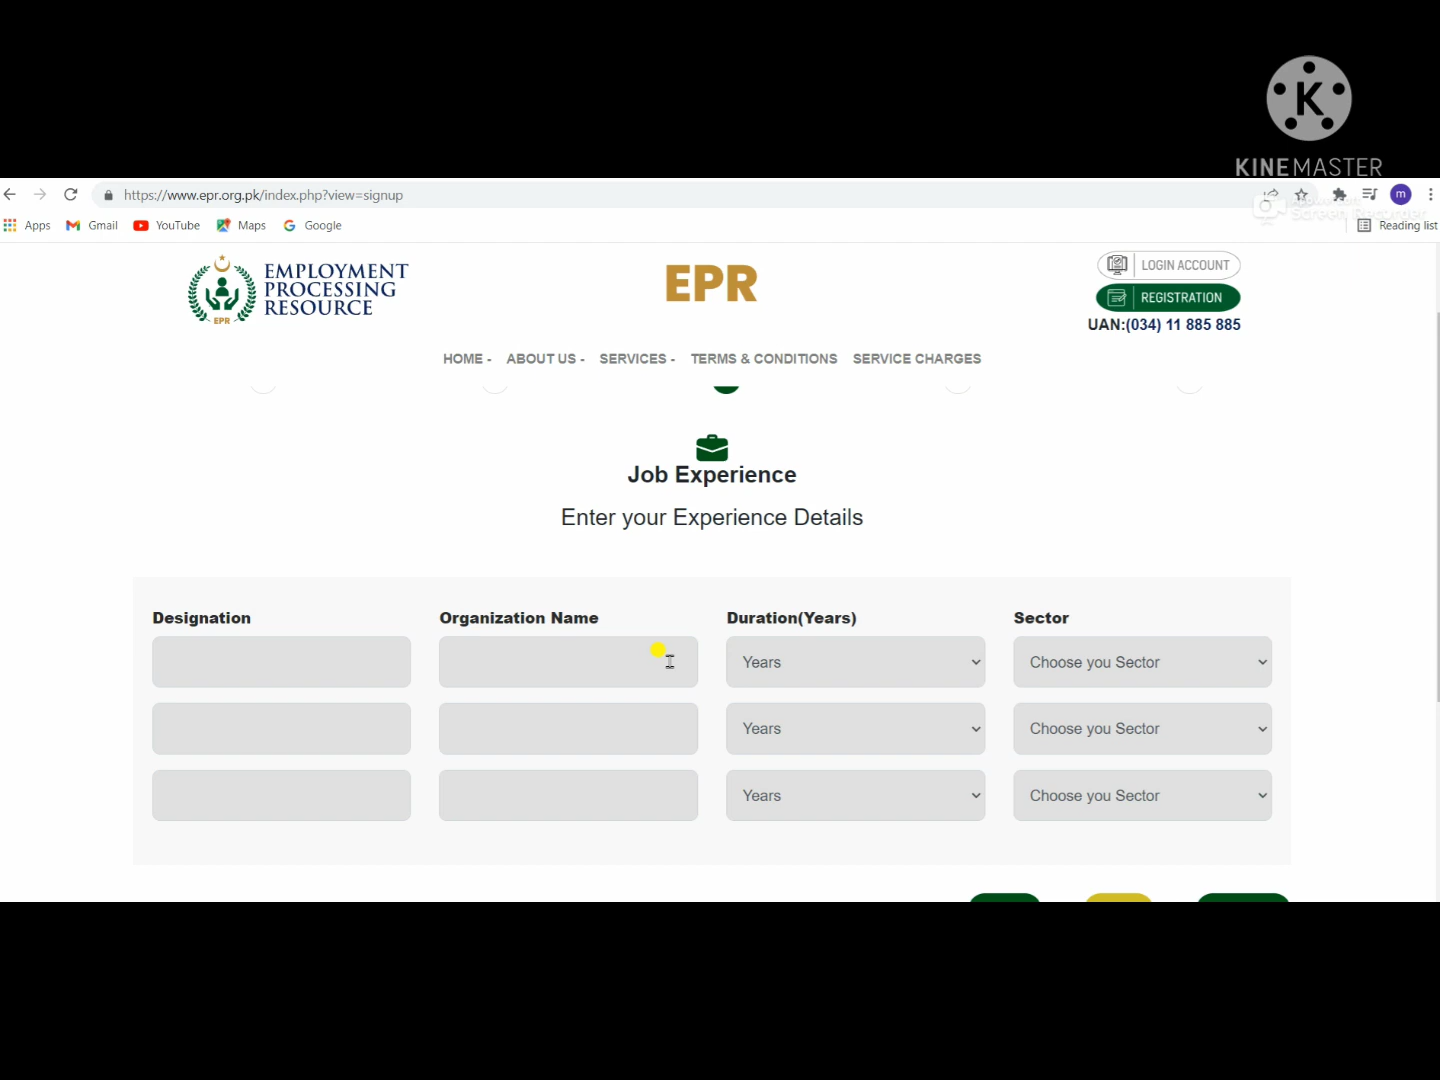 K
KINEMASTER
https://www.epr.org.pk/index.php?view=signup
m
Screen Recorder
Apps
Gmail
YouTube
Maps
Google
Reading list
EMPLOYMENT
PROCESSING
RESOURCE
EPR
EPR
LOGIN ACCOUNT
REGISTRATION
UAN:(034) 11 885 885
HOME -
ABOUT US -
SERVICES -
TERMS & CONDITIONS
SERVICE CHARGES
Job Experience
Enter your Experience Details
Designation
Organization Name
Duration(Years)
Sector
Years
Choose you Sector
Years
Choose you Sector
Years
Choose you Sector